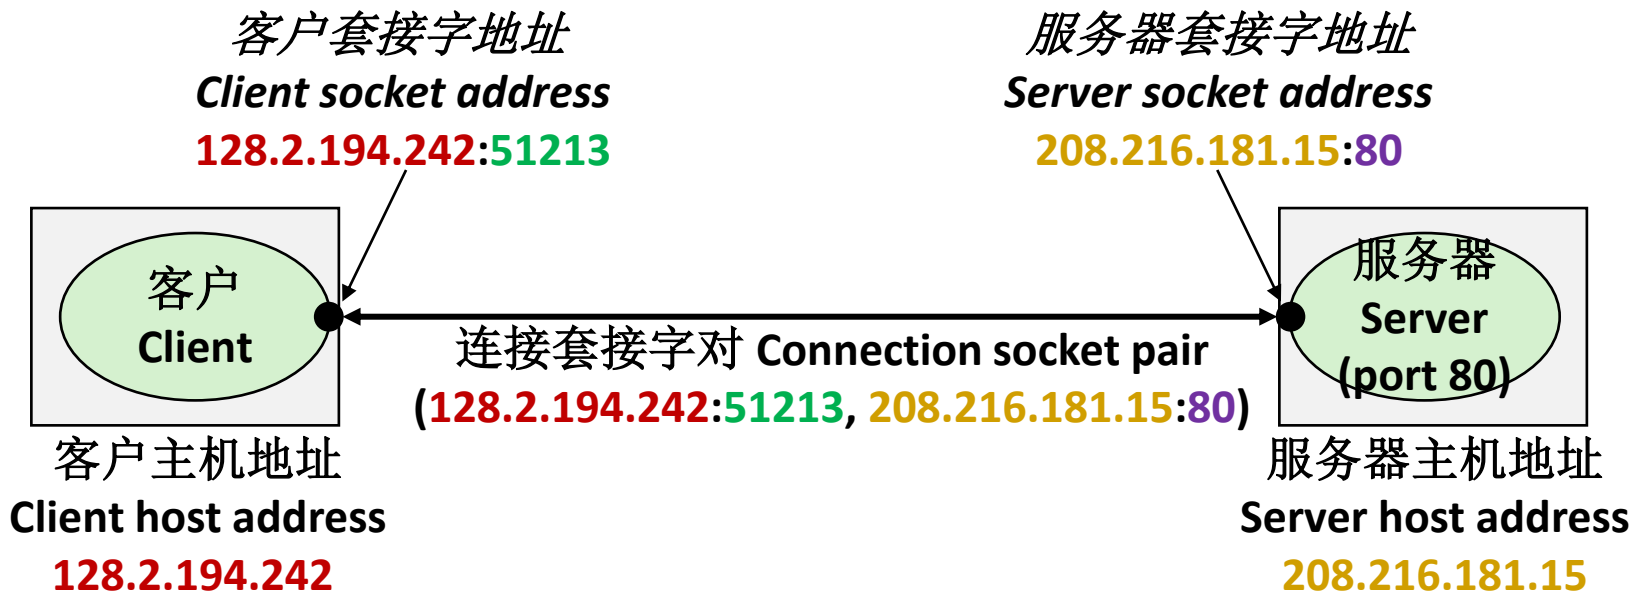 客户套接字地址
Client socket address
128.2.194.242:51213
服务器套接字地址
Server socket address
208.216.181.15:80
客户
Client
服务器
Server
(port 80)
连接套接字对 Connection socket pair
(128.2.194.242:51213, 208.216.181.15:80)
客户主机地址
Client host address
128.2.194.242
服务器主机地址
Server host address
208.216.181.15